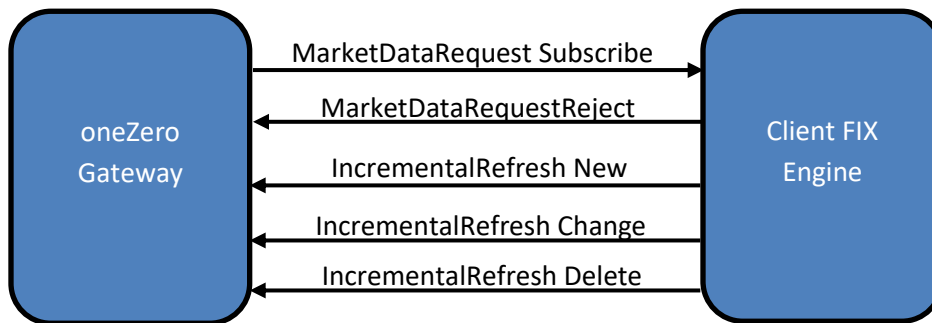 MarketDataRequest Subscribe
MarketDataRequestReject
oneZero
Gateway
Client FIX
Engine
IncrementalRefresh New
IncrementalRefresh Change
IncrementalRefresh Delete